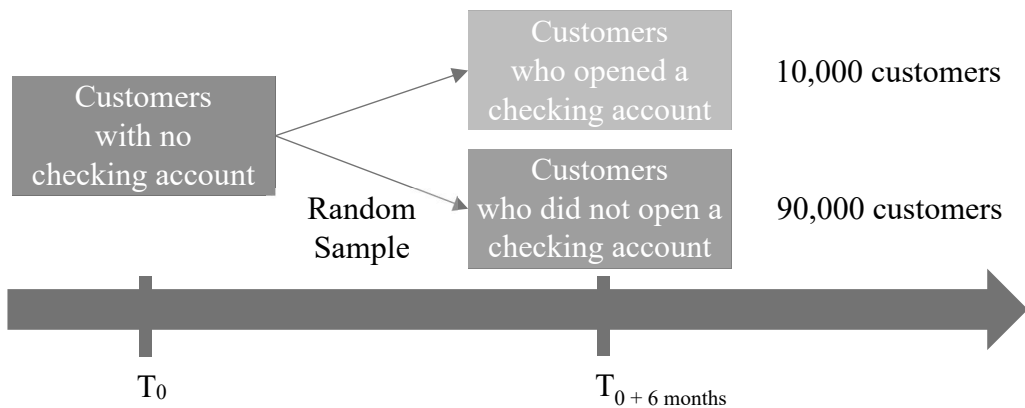 Customers
with no
checking account
Customers
who opened a
checking account
10,000 customers
Random
Sample
Customers
who did not open a
checking account
90,000 customers
T0
T0 + 6 months